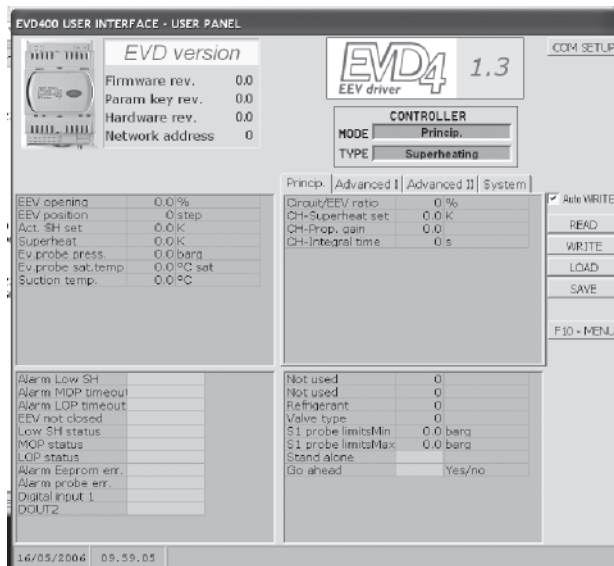 EVD400 USER INTERFACE - USER PANEL
EVD version
Firmware rev. 0.0
Param key rev. 0.0
Hardware rev. 0.0
Network address 0
EVD4 1.3
EEV driver
COM SETUP
CONTROLLER
MODE Princip.
TYPE Superheating
Princip. Advanced I Advanced II System
EEV opening 0.0 %
EEV position 0 step
Act. SH set 0.0 K
Superheat 0.0 K
Ev.probe press. 0.0 barg
Ev.probe sat.temp 0.0 ºC sat
Suction temp. 0.0 ºC
Circuit/EEV ratio 0 %
CH-Superheat set 0.0 K
CH-Prop. gain 0.0
CH-Integral time 0 s
Auto WRITE
READ
WRITE
LOAD
SAVE
F10 - MENU
Alarm Low SH
Alarm MOP timeout
Alarm LOP timeout
EEV not closed
Low SH status
MOP status
LOP status
Alarm Eeprom err.
Alarm probe err.
Digital input 1
DOUT2
Not used 0
Not used 0
Refrigerant 0
Valve type 0
S1 probe limitsMin 0.0 barg
S1 probe limitsMax 0.0 barg
Stand alone
Go ahead Yes/no
16/05/2006 09.59.05